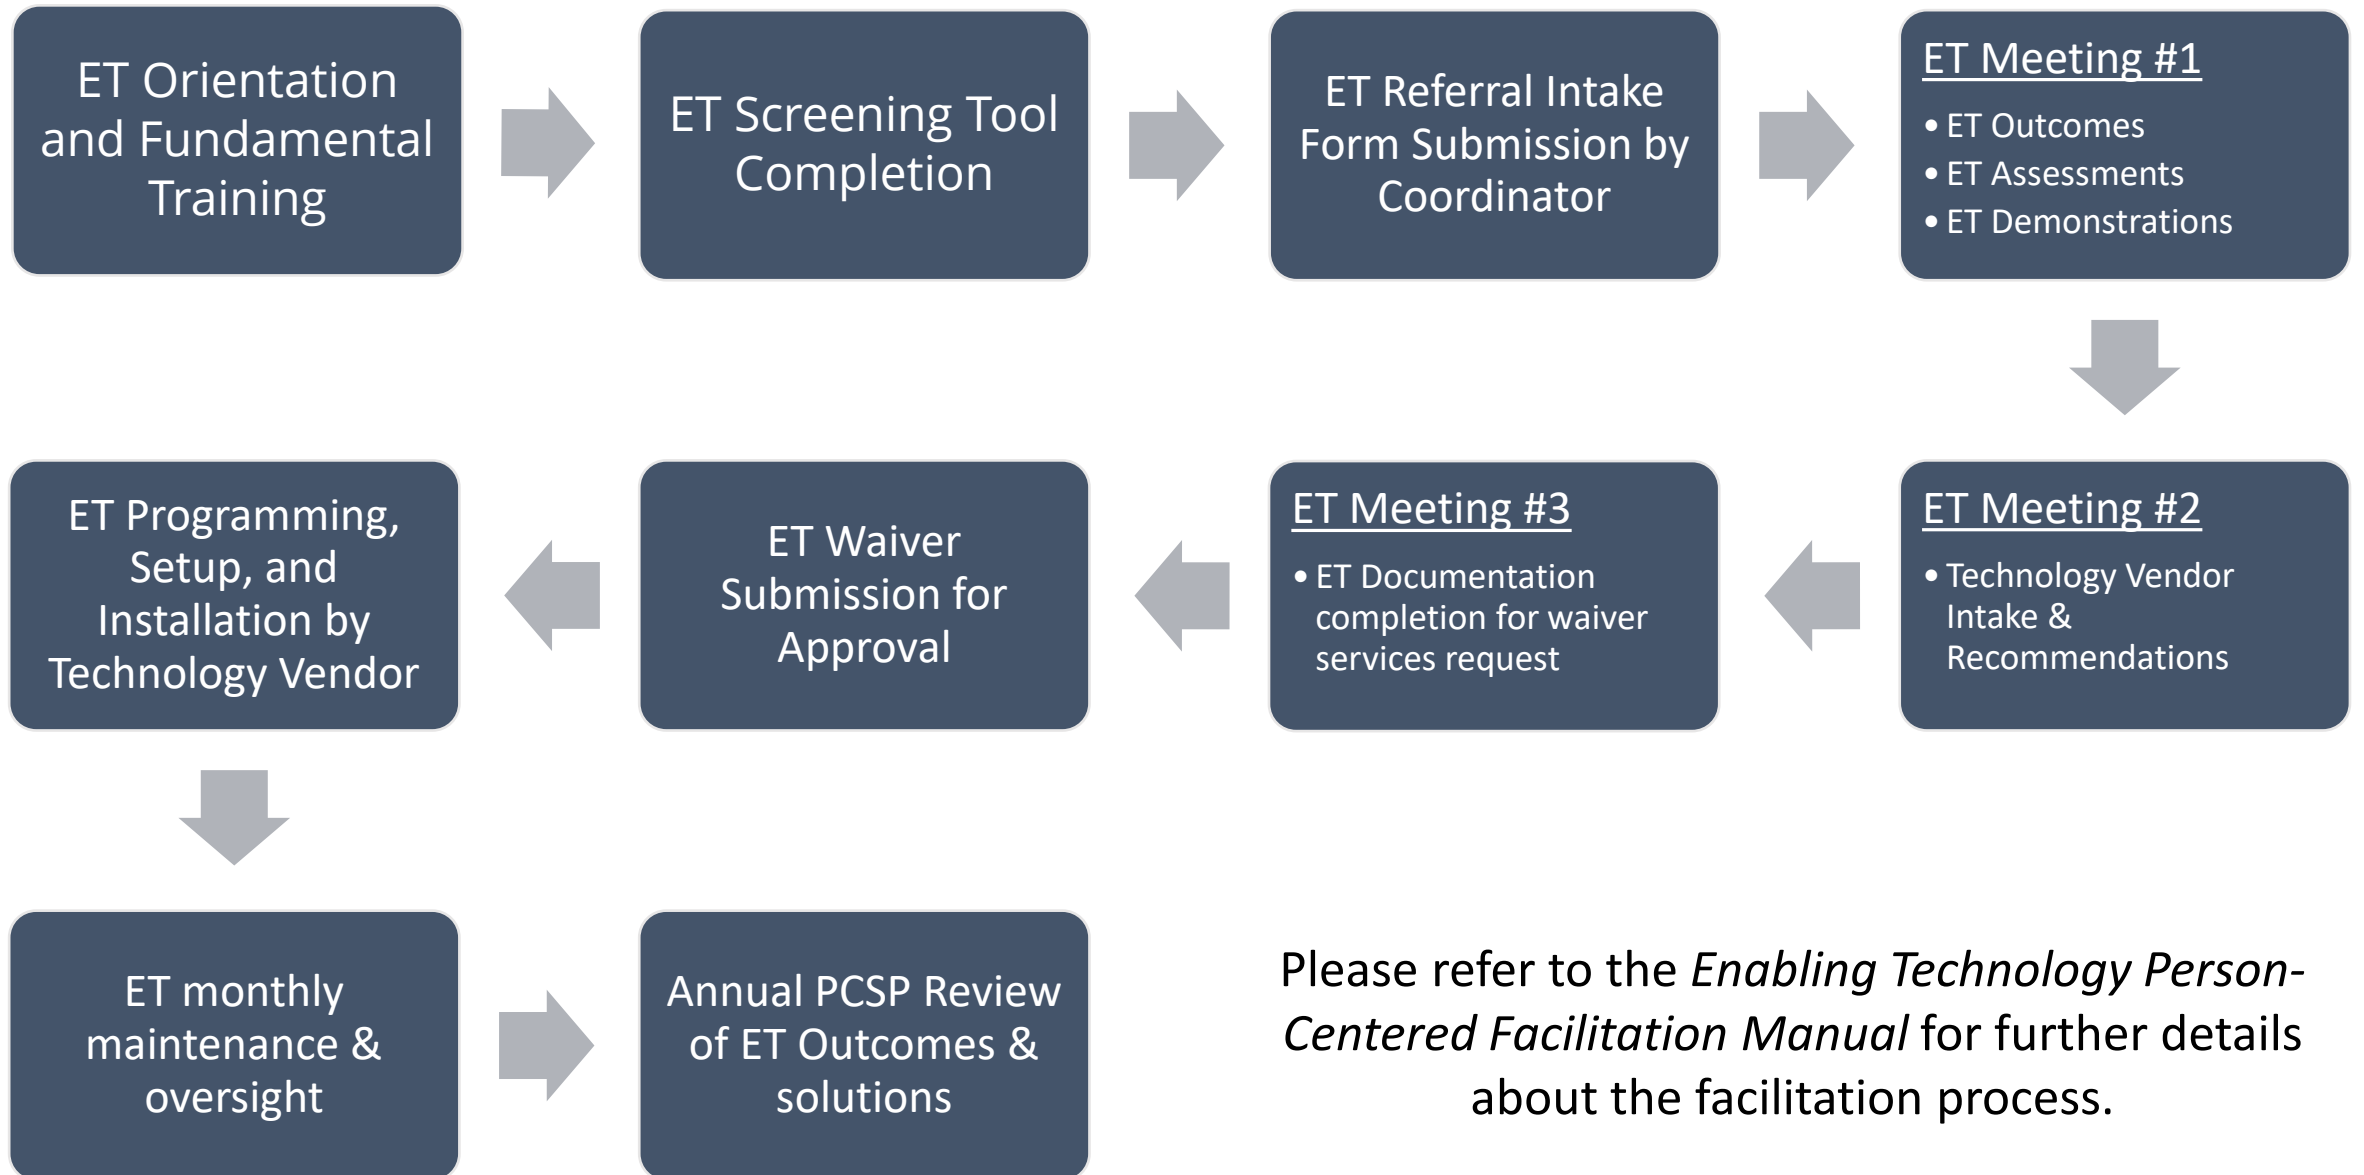 ET Orientation
and Fundamental
Training
ET Screening Tool
Completion
ET Referral Intake
Form Submission by
Coordinator
ET Meeting #1
• ET Outcomes
• ET Assessments
• ET Demonstrations
ET Meeting #2
• Technology Vendor
Intake &
Recommendations
ET Meeting #3
• ET Documentation
completion for waiver
services request
ET Waiver
Submission for
Approval
ET Programming,
Setup, and
Installation by
Technology Vendor
ET monthly
maintenance &
oversight
Annual PCSP Review
of ET Outcomes &
solutions
Please refer to the Enabling Technology Person-
Centered Facilitation Manual for further details
about the facilitation process.